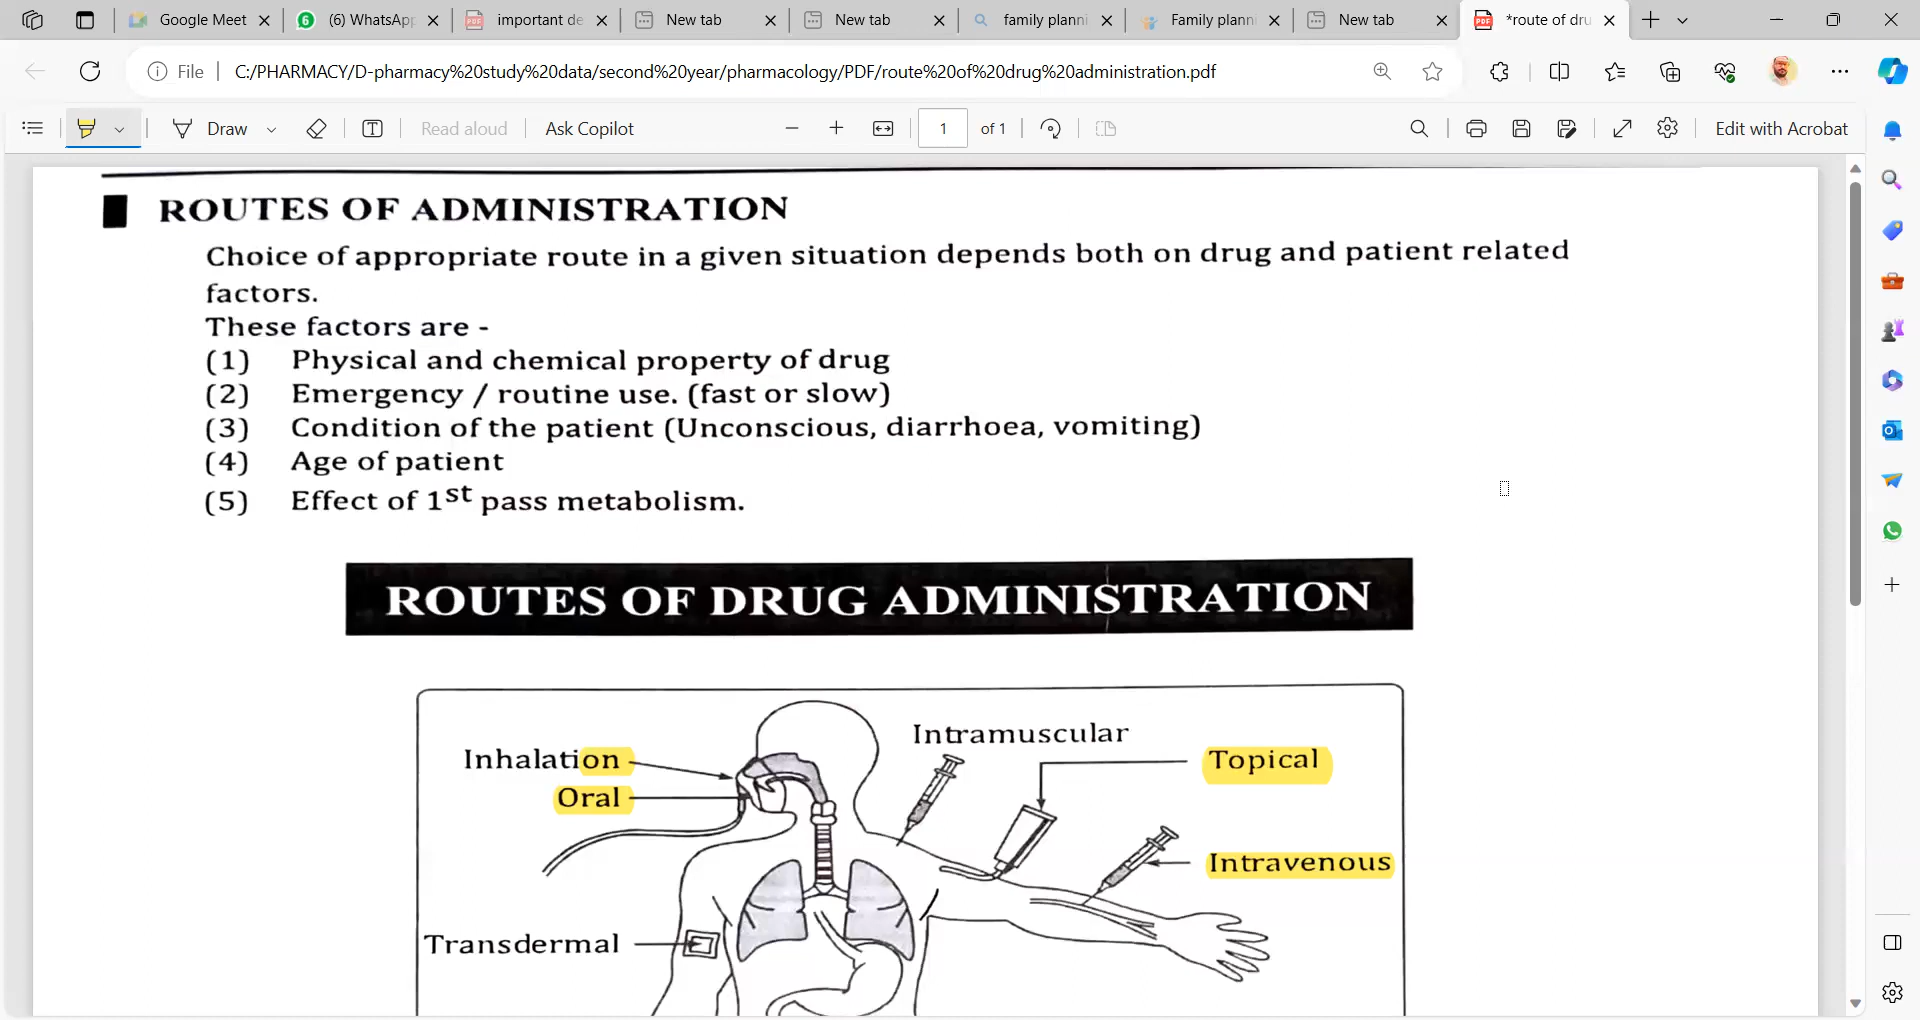 Google Meet
(6) WhatsApp
important de
New tab
New tab
family planni
Family planni
New tab
*route of dru
File
C:/PHARMACY/D-pharmacy%20study%20data/second%20year/pharmacology/PDF/route%20of%20drug%20administration.pdf
Draw
Read aloud
Ask Copilot
1
of 1
Edit with Acrobat
ROUTES OF ADMINISTRATION
Choice of appropriate route in a given situation depends both on drug and patient related
factors.
These factors are -
(1) Physical and chemical property of drug
(2) Emergency / routine use. (fast or slow)
(3) Condition of the patient (Unconscious, diarrhoea, vomiting)
(4) Age of patient
(5) Effect of 1st pass metabolism.
ROUTES OF DRUG ADMINISTRATION
Intramuscular
Inhalation
Topical
Oral
Intravenous
Transdermal